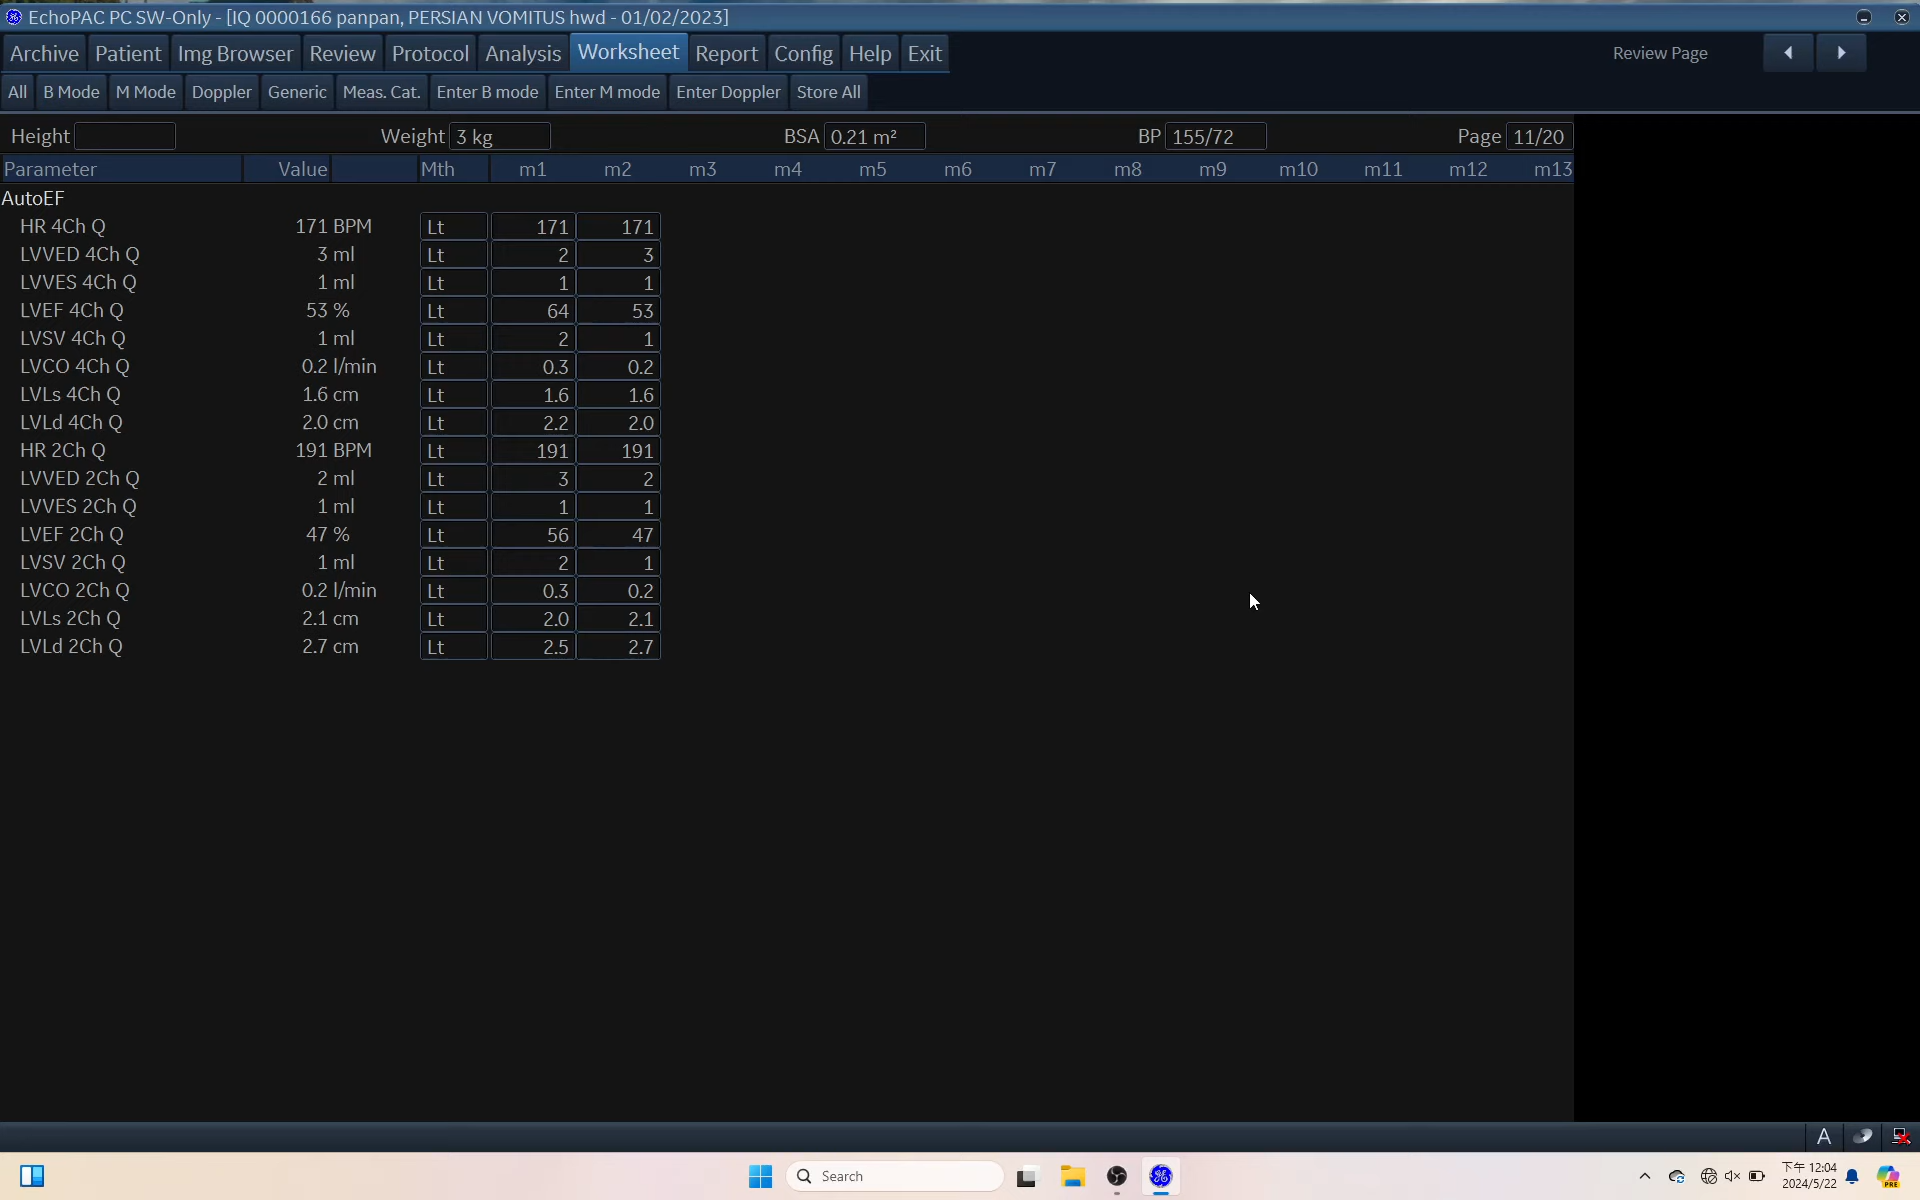 EchoPAC PC SW-Only - [IQ 0000166 panpan, PERSIAN VOMITUS hwd - 01/02/2023]
Archive Patient Img Browser Review Protocol Analysis Worksheet Report Config Help Exit Review Page
All B Mode M Mode Doppler Generic Meas. Cat. Enter B mode Enter M mode Enter Doppler Store All
Height Weight 3 kg BSA 0.21 m² BP 155/72 Page 11/20
Parameter Value Mth m1 m2 m3 m4 m5 m6 m7 m8 m9 m10 m11 m12 m13
AutoEF
HR 4Ch Q 171 BPM Lt 171 171
LVVED 4Ch Q 3 ml Lt 2 3
LVVES 4Ch Q 1 ml Lt 1 1
LVEF 4Ch Q 53 % Lt 64 53
LVSV 4Ch Q 1 ml Lt 2 1
LVCO 4Ch Q 0.2 l/min Lt 0.3 0.2
LVLs 4Ch Q 1.6 cm Lt 1.6 1.6
LVLd 4Ch Q 2.0 cm Lt 2.2 2.0
HR 2Ch Q 191 BPM Lt 191 191
LVVED 2Ch Q 2 ml Lt 3 2
LVVES 2Ch Q 1 ml Lt 1 1
LVEF 2Ch Q 47 % Lt 56 47
LVSV 2Ch Q 1 ml Lt 2 1
LVCO 2Ch Q 0.2 l/min Lt 0.3 0.2
LVLs 2Ch Q 2.1 cm Lt 2.0 2.1
LVLd 2Ch Q 2.7 cm Lt 2.5 2.7
A
Search
下午 12:04
2024/5/22
PRE